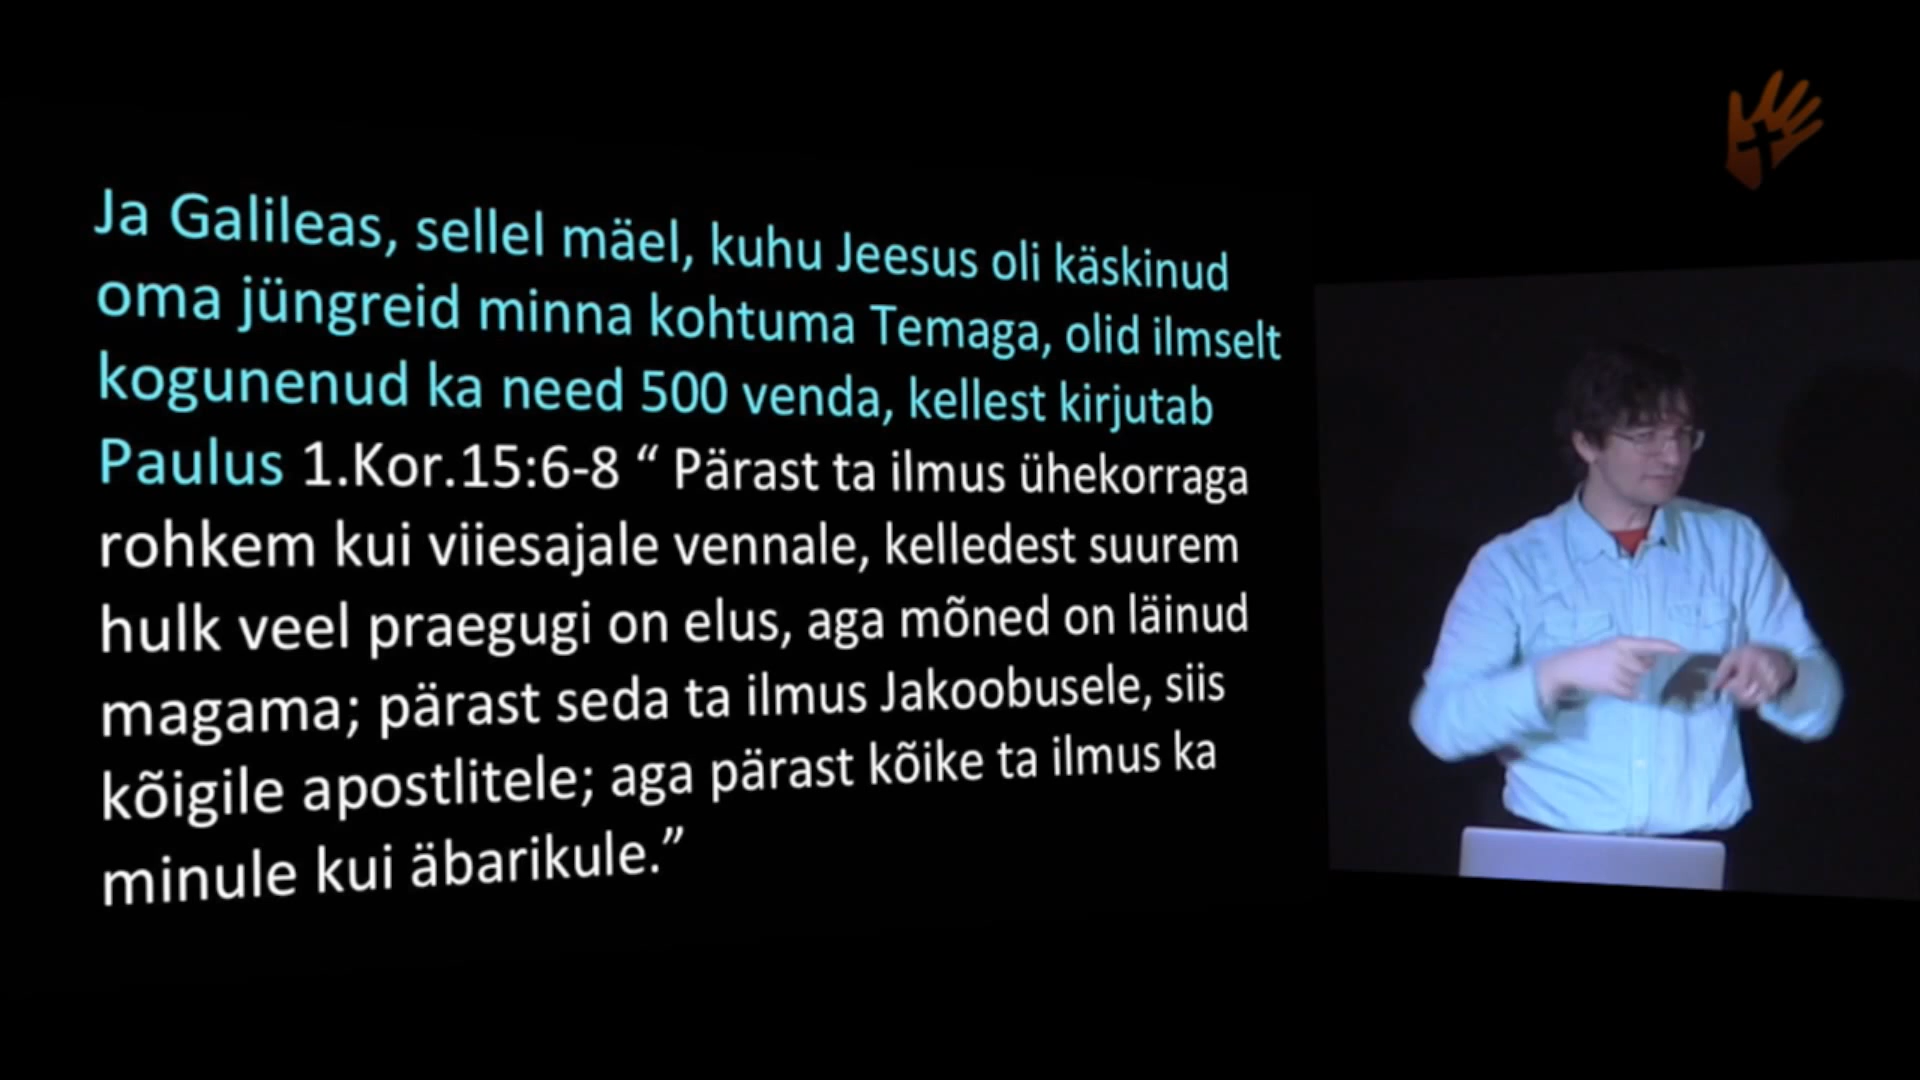 Ja Galileas, sellel mäel, kuhu Jeesus oli käskinud
oma jüngreid minna kohtuma Temaga, olid ilmselt
kogunenud ka need 500 venda, kellest kirjutab
Paulus 1.Kor.15:6-8 “ Pärast ta ilmus ühekorraga
rohkem kui viiesajale vennale, kelledest suurem
hulk veel praegugi on elus, aga mõned on läinud
magama; pärast seda ta ilmus Jakoobusele, siis
kõigile apostlitele; aga pärast kõike ta ilmus ka
minule kui äbarikule.”